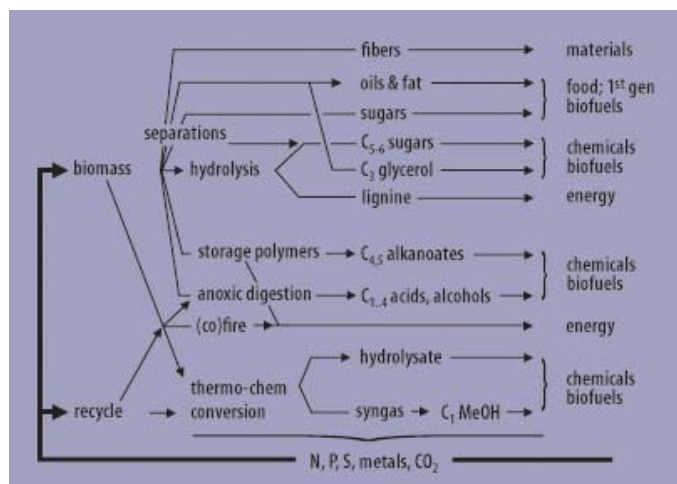 fibers materials
oils & fat food; 1st gen
sugars biofuels
separations
C5-6 sugars chemicals
biomass hydrolysis C3 glycerol biofuels
lignine energy
storage polymers C4,5 alkanoates chemicals
anoxic digestion C1..4 acids, alcohols biofuels
(co)fire energy
hydrolysate
thermo-chem chemicals
recycle conversion syngas C1 MeOH biofuels
N, P, S, metals, CO2